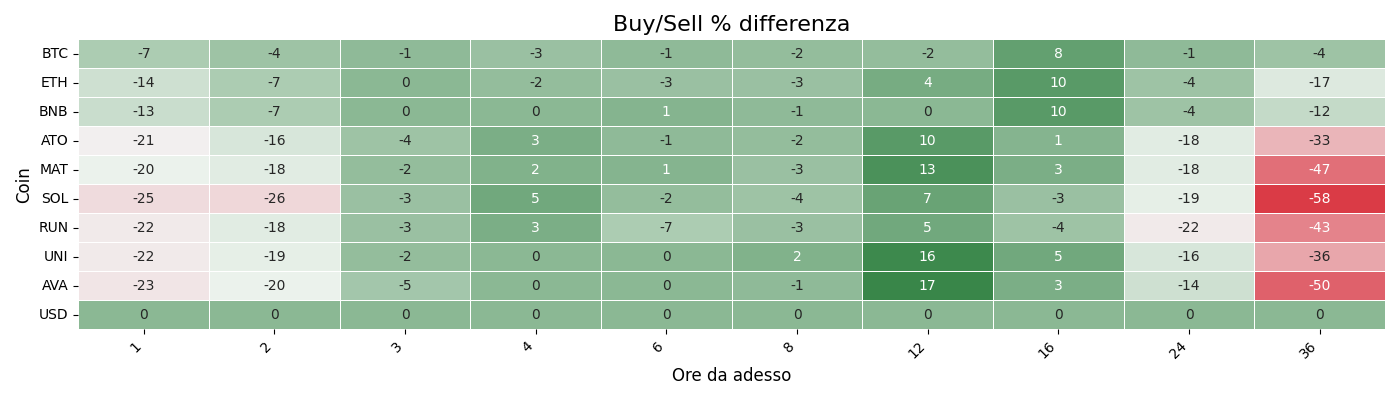 Buy/Sell % differenza
Coin
BTC -7 -4 -1 -3 -1 -2 -2 8 -1 -4
ETH -14 -7 0 -2 -3 -3 4 10 -4 -17
BNB -13 -7 0 0 1 -1 0 10 -4 -12
ATO -21 -16 -4 3 -1 -2 10 1 -18 -33
MAT -20 -18 -2 2 1 -3 13 3 -18 -47
SOL -25 -26 -3 5 -2 -4 7 -3 -19 -58
RUN -22 -18 -3 3 -7 -3 5 -4 -22 -43
UNI -22 -19 -2 0 0 2 16 5 -16 -36
AVA -23 -20 -5 0 0 -1 17 3 -14 -50
USD 0 0 0 0 0 0 0 0 0 0
1 2 3 4 6 8 12 16 24 36
Ore da adesso